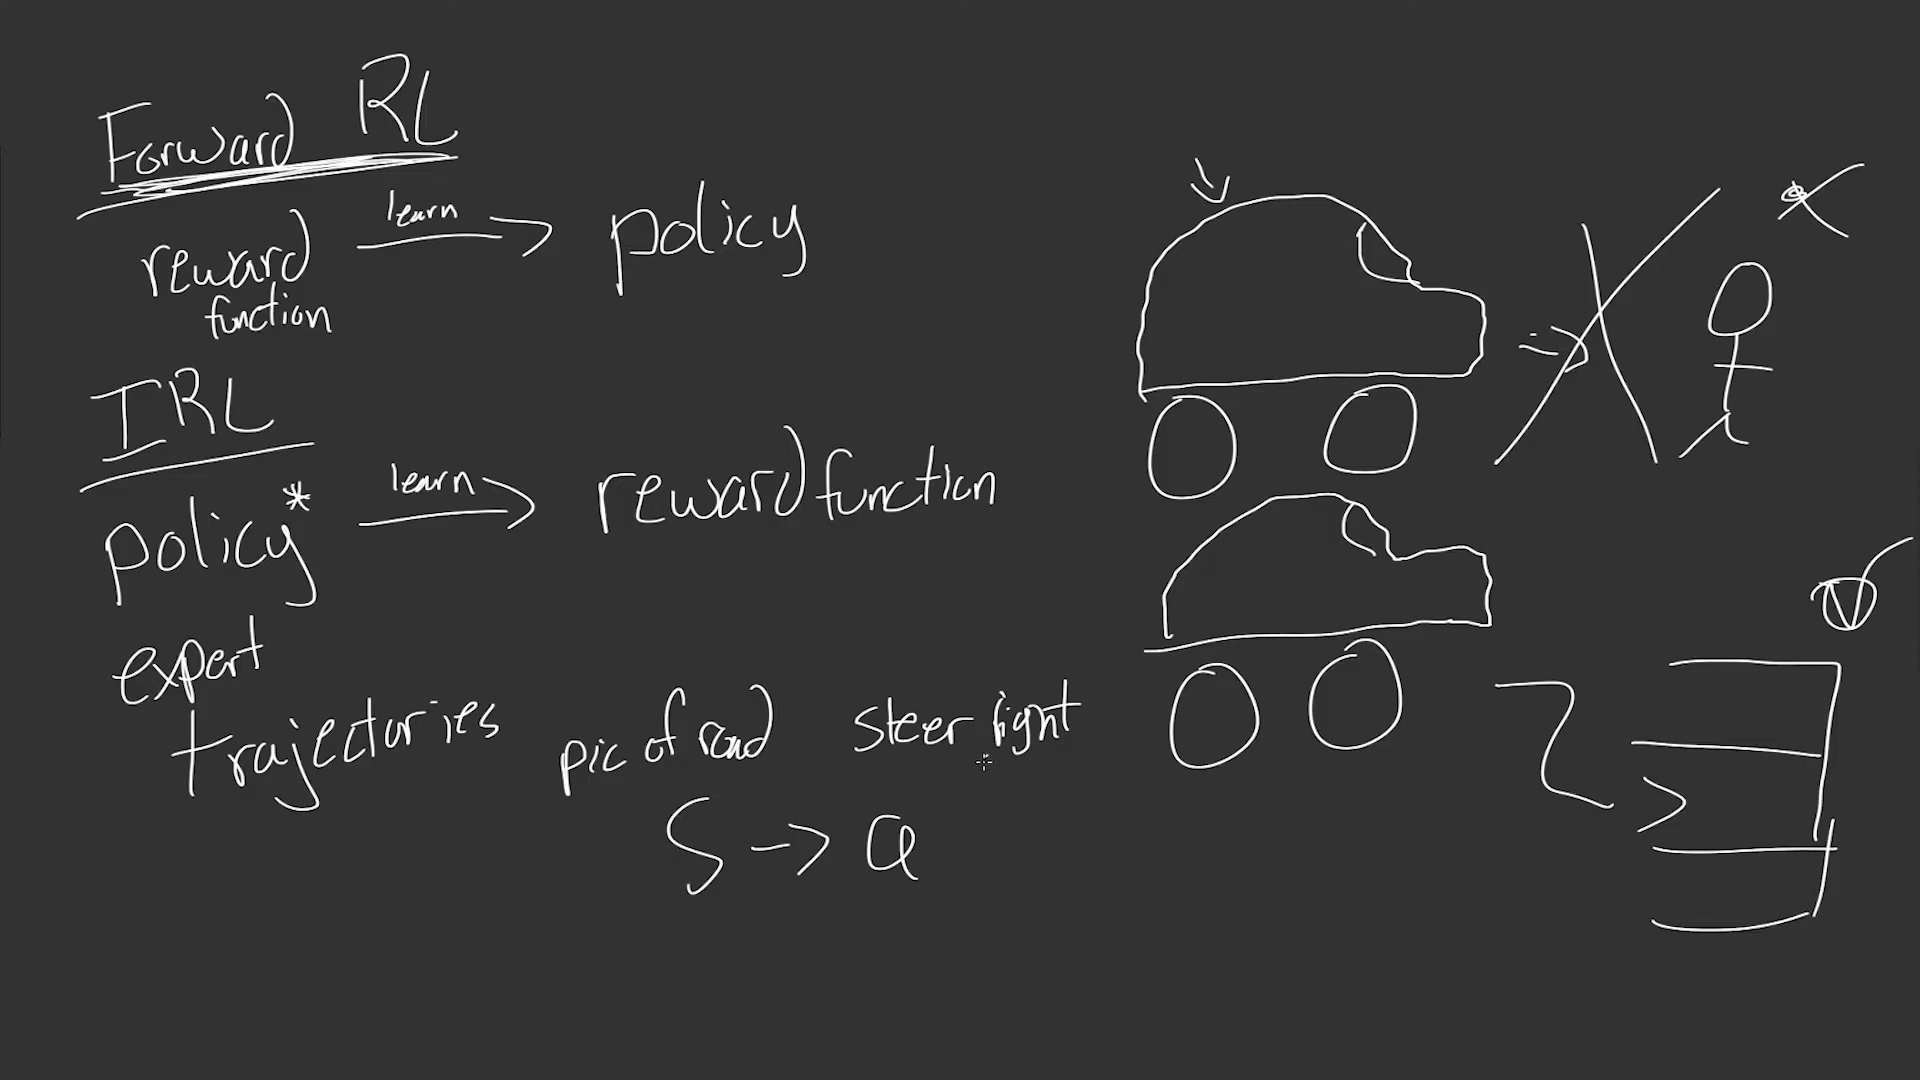 Forward RL
learn
reward
function
policy
IRL
learn
policy*
reward function
expert
trajectories
pic of road
steer right
S -> a